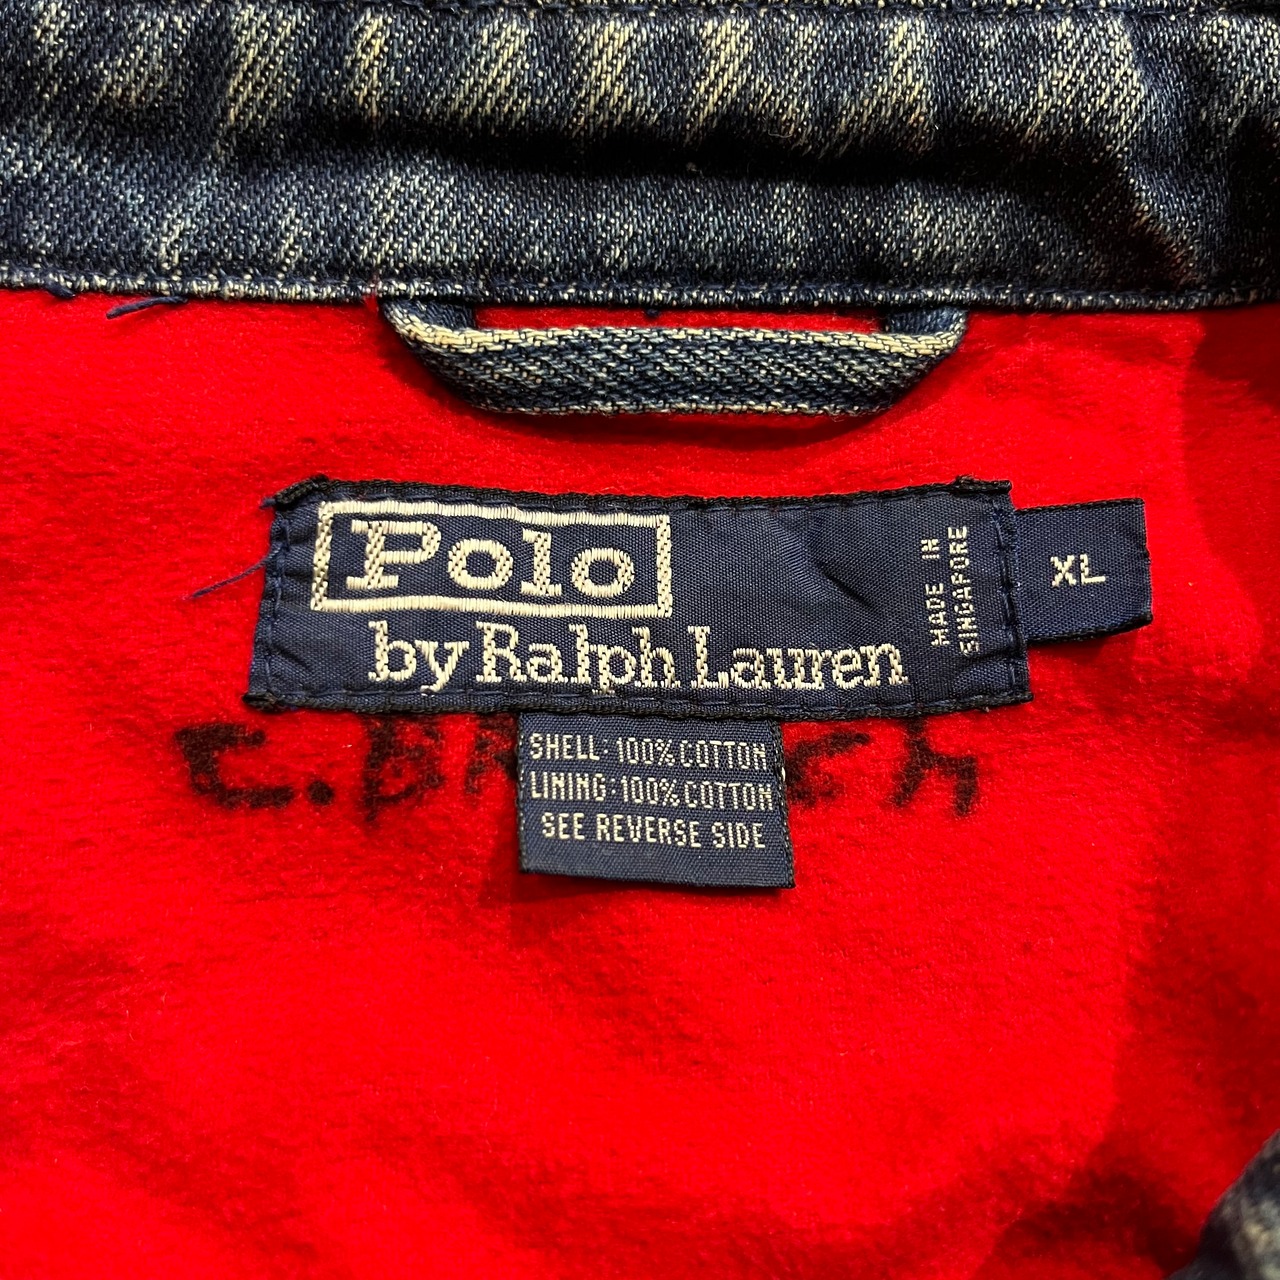 Polo
by Ralph Lauren
MADE IN
SINGAPORE
XL
SHELL: 100% COTTON
LINING: 100% COTTON
SEE REVERSE SIDE
C.